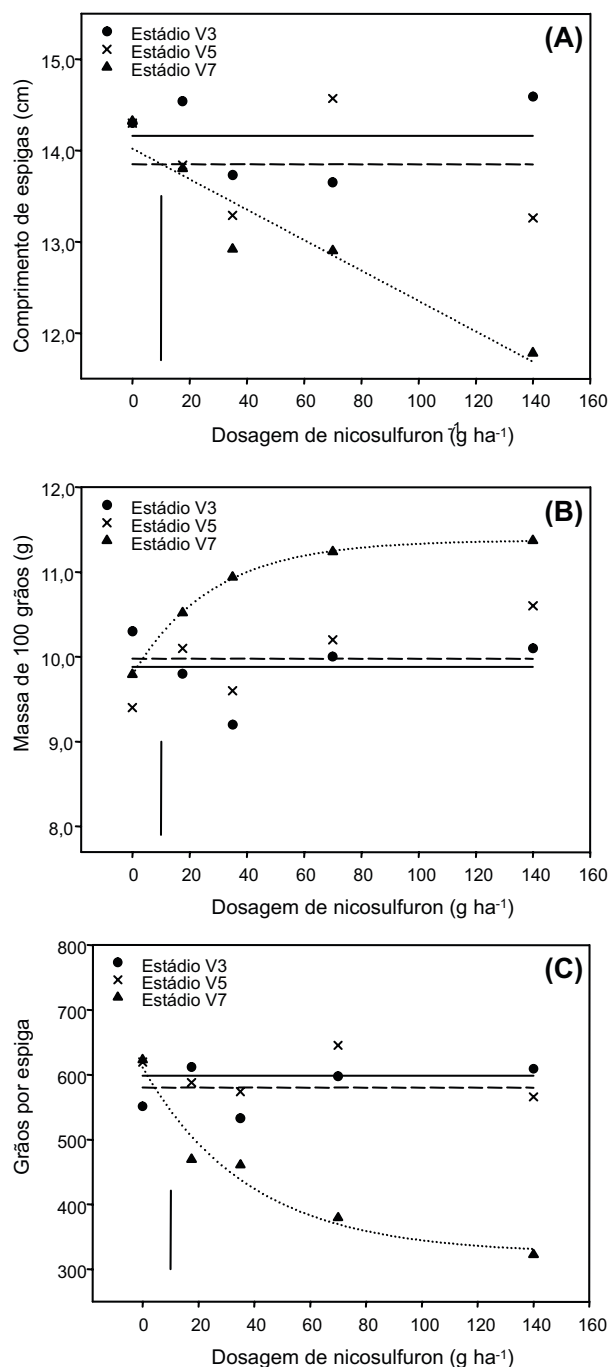 (A)
Estádio V3
Estádio V5
Estádio V7
15,0
14,0
13,0
12,0
Comprimento de espigas (cm)
0 20 40 60 80 100 120 140 160
Dosagem de nicosulfuron (g ha⁻¹)
-1
(B)
Estádio V3
Estádio V5
Estádio V7
12,0
11,0
10,0
9,0
8,0
Massa de 100 grãos (g)
0 20 40 60 80 100 120 140 160
Dosagem de nicosulfuron (g ha⁻¹)
(C)
Estádio V3
Estádio V5
Estádio V7
800
700
600
500
400
300
Grãos por espiga
0 20 40 60 80 100 120 140 160
Dosagem de nicosulfuron (g ha⁻¹)